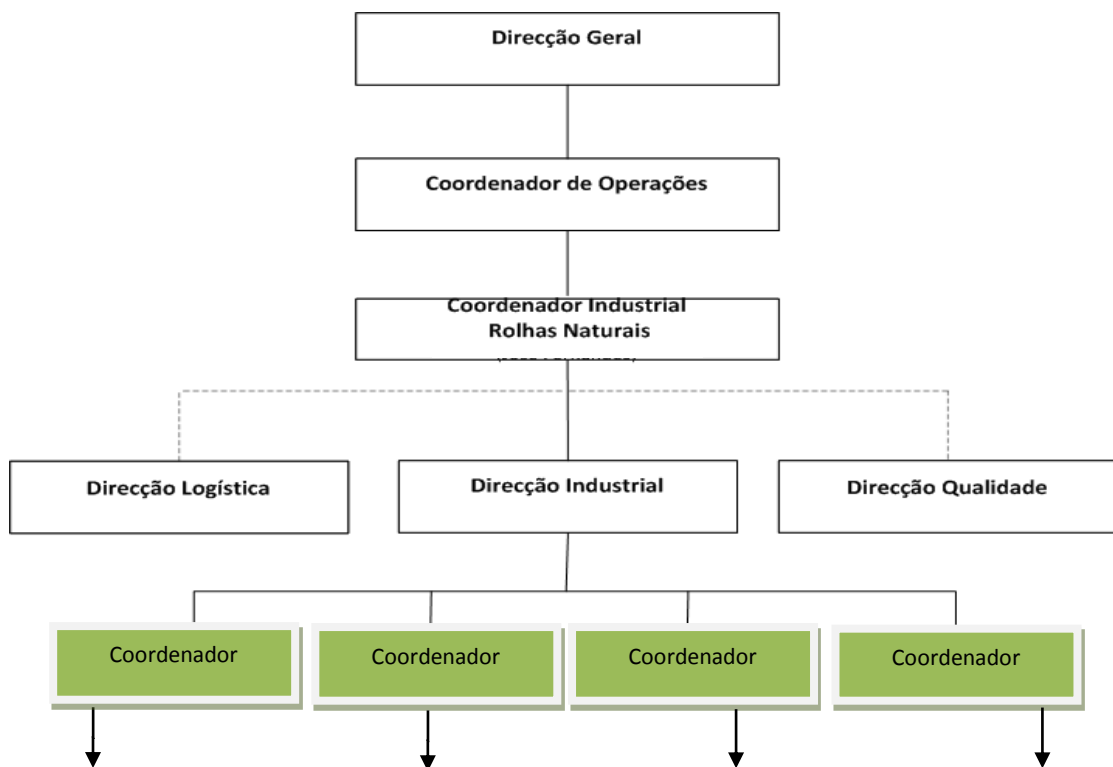 Direcção Geral
Coordenador de Operações
Coordenador Industrial
Rolhas Naturais
Direcção Logística
Direcção Industrial
Direcção Qualidade
Coordenador
Coordenador
Coordenador
Coordenador